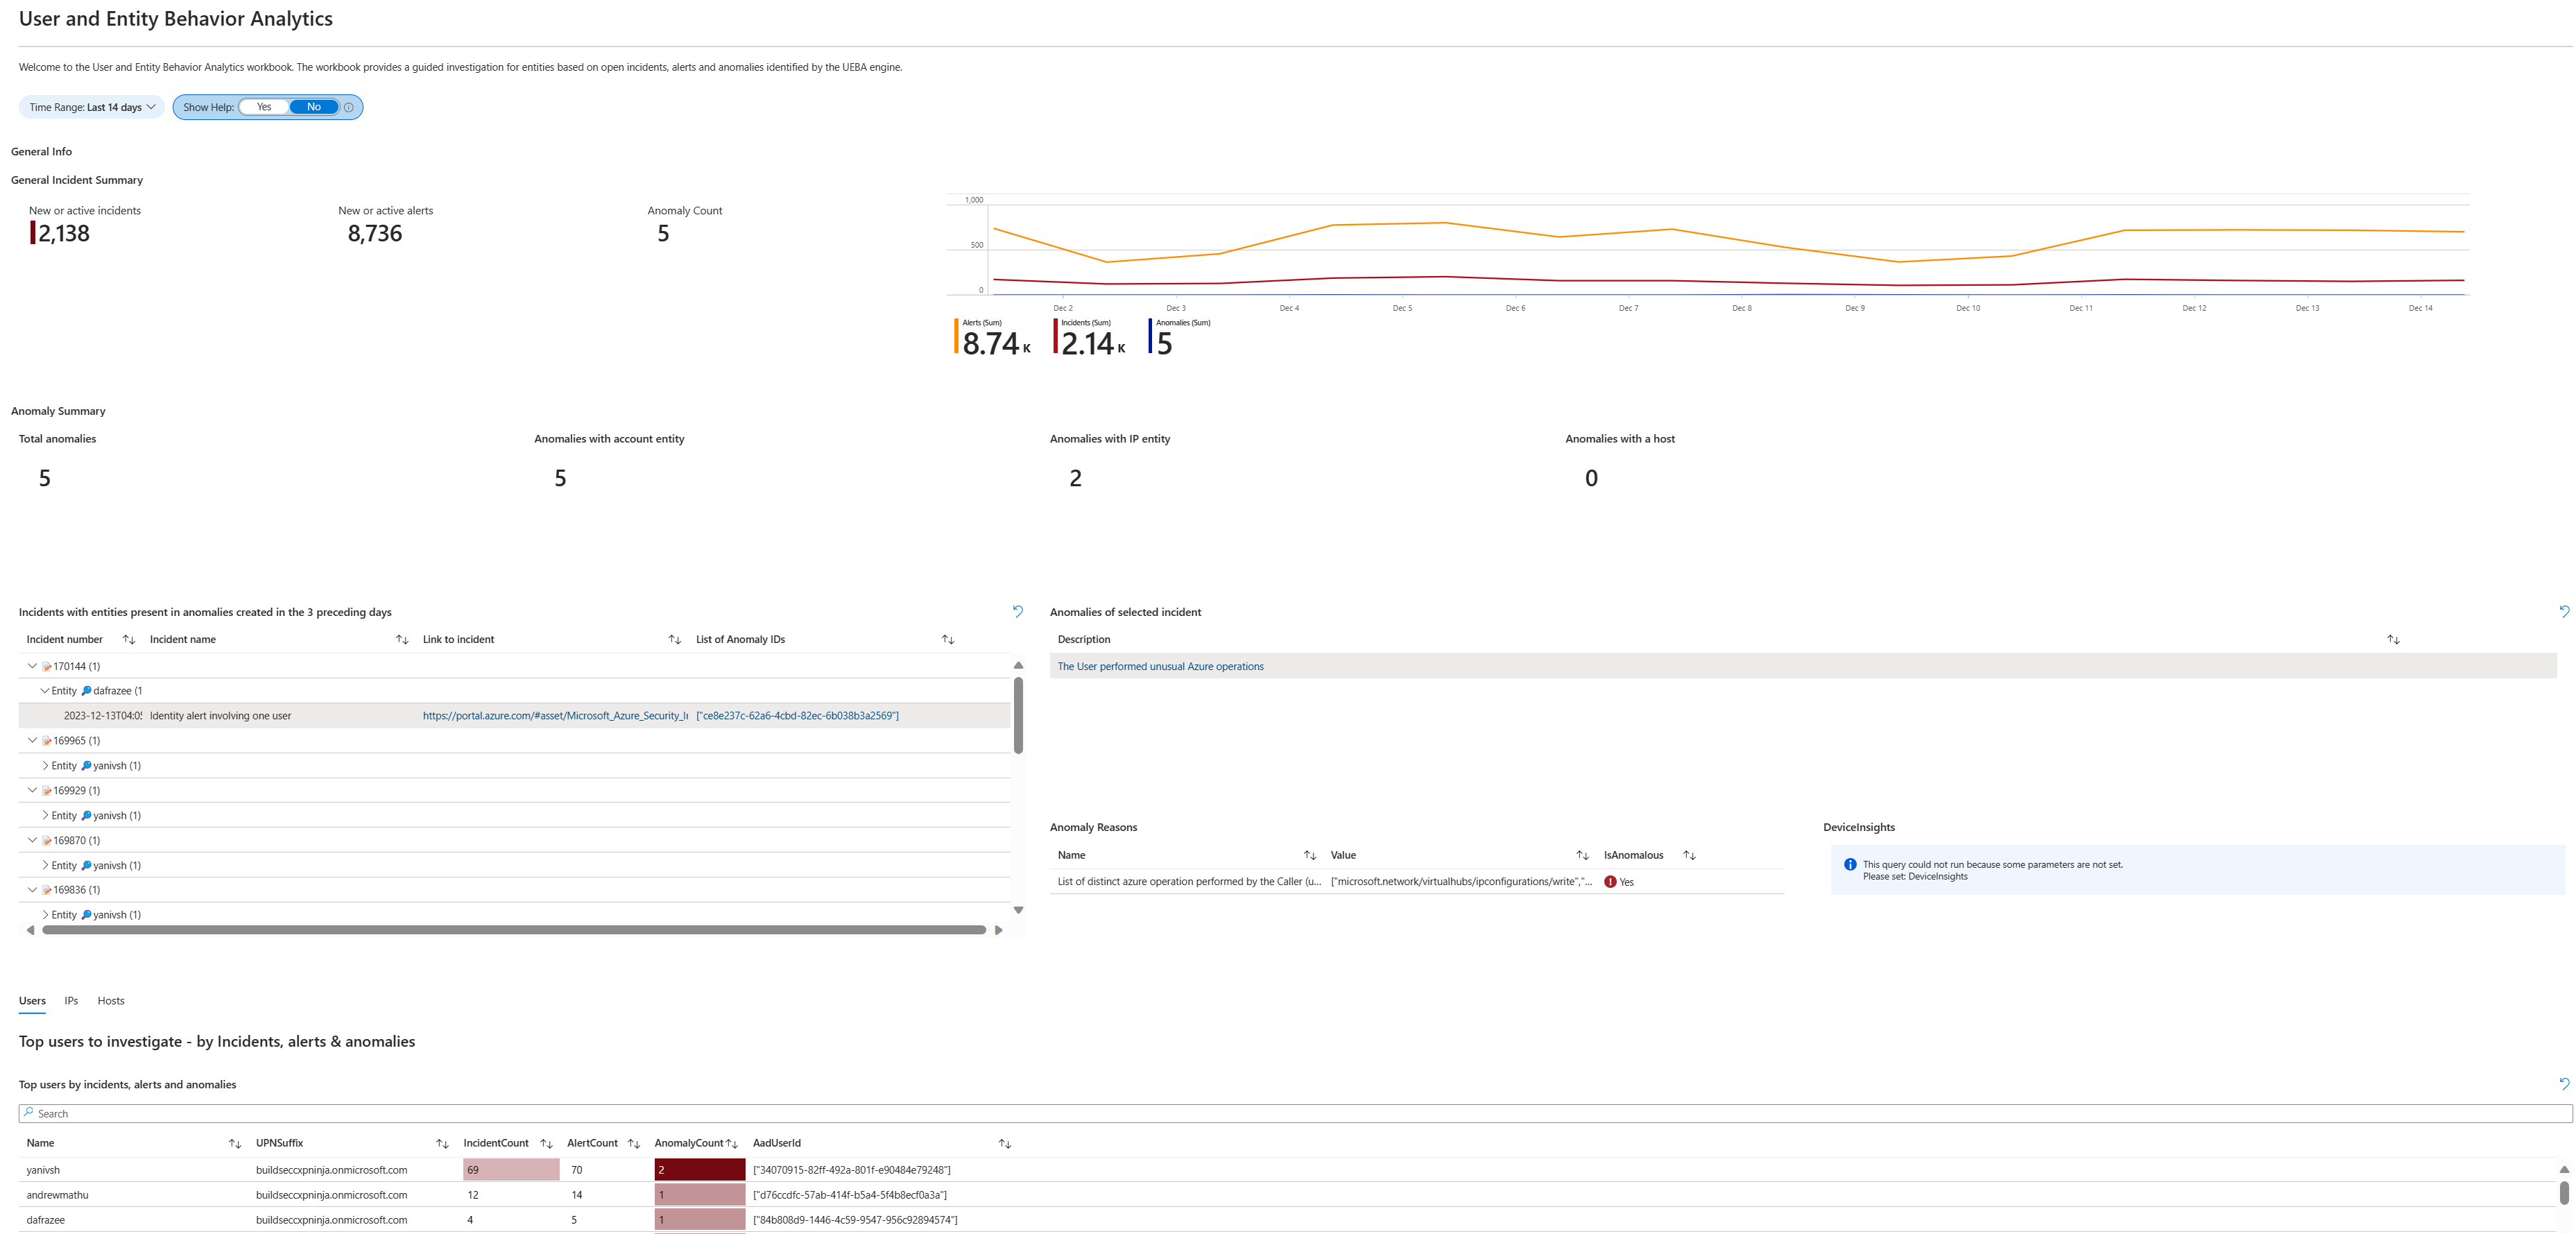 User and Entity Behavior Analytics
Welcome to the User and Entity Behavior Analytics workbook. The workbook provides a guided investigation for entities based on open incidents, alerts and anomalies identified by the UEBA engine.
Time Range: Last 14 days
Show Help: Yes No
General Info
General Incident Summary
New or active incidents
2,138
New or active alerts
8,736
Anomaly Count
5
1,000
500
0
Dec 2 Dec 3 Dec 4 Dec 5 Dec 6 Dec 7 Dec 8 Dec 9 Dec 10 Dec 11 Dec 12 Dec 13 Dec 14
Alerts (Sum)
8.74 K
Incidents (Sum)
2.14 K
Anomalies (Sum)
5
Anomaly Summary
Total anomalies
5
Anomalies with account entity
5
Anomalies with IP entity
2
Anomalies with a host
0
Incidents with entities present in anomalies created in the 3 preceding days
Incident number Incident name Link to incident List of Anomaly IDs
170144 (1)
Entity dafrazee (1
2023-12-13T04:05 Identity alert involving one user https://portal.azure.com/#asset/Microsoft_Azure_Security_I ["ce8e237c-62a6-4cbd-82ec-6b038b3a2569"]
169965 (1)
Entity yanivsh (1)
169929 (1)
Entity yanivsh (1)
169870 (1)
Entity yanivsh (1)
169836 (1)
Entity yanivsh (1)
Anomalies of selected incident
Description
The User performed unusual Azure operations
Anomaly Reasons
Name Value IsAnomalous
List of distinct azure operation performed by the Caller (u... ["microsoft.network/virtualhubs/ipconfigurations/write","... Yes
DeviceInsights
This query could not run because some parameters are not set.
Please set: DeviceInsights
Users IPs Hosts
Top users to investigate - by Incidents, alerts & anomalies
Top users by incidents, alerts and anomalies
Search
Name UPNSuffix IncidentCount AlertCount AnomalyCount AadUserId
yanivsh buildseccxpninja.onmicrosoft.com 69 70 2 ["34070915-82ff-492a-801f-e90484e79248"]
andrewmathu buildseccxpninja.onmicrosoft.com 12 14 1 ["d76ccdfc-57ab-414f-b5a4-5f4b8ecf0a3a"]
dafrazee buildseccxpninja.onmicrosoft.com 4 5 1 ["84b808d9-1446-4c59-9547-956c92894574"]